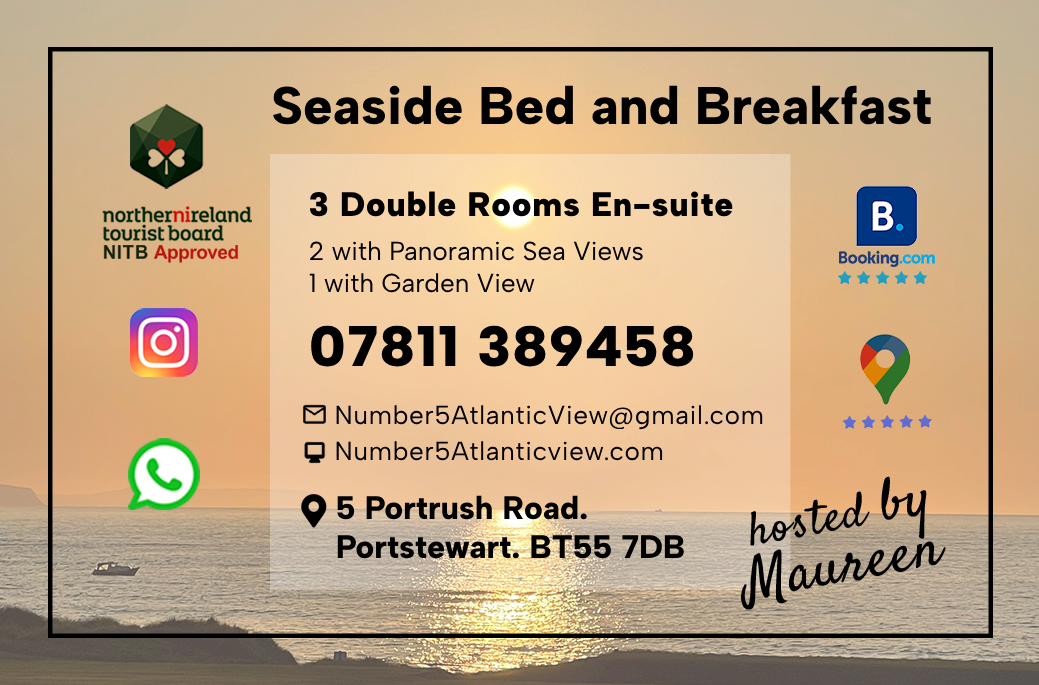 Seaside Bed and Breakfast
northernireland
tourist board
NITB Approved
3 Double Rooms En-suite
2 with Panoramic Sea Views
1 with Garden View
07811 389458
Number5AtlanticView@gmail.com
Number5Atlanticview.com
5 Portrush Road.
Portstewart. BT55 7DB
B.
Booking.com
hosted by
Maureen